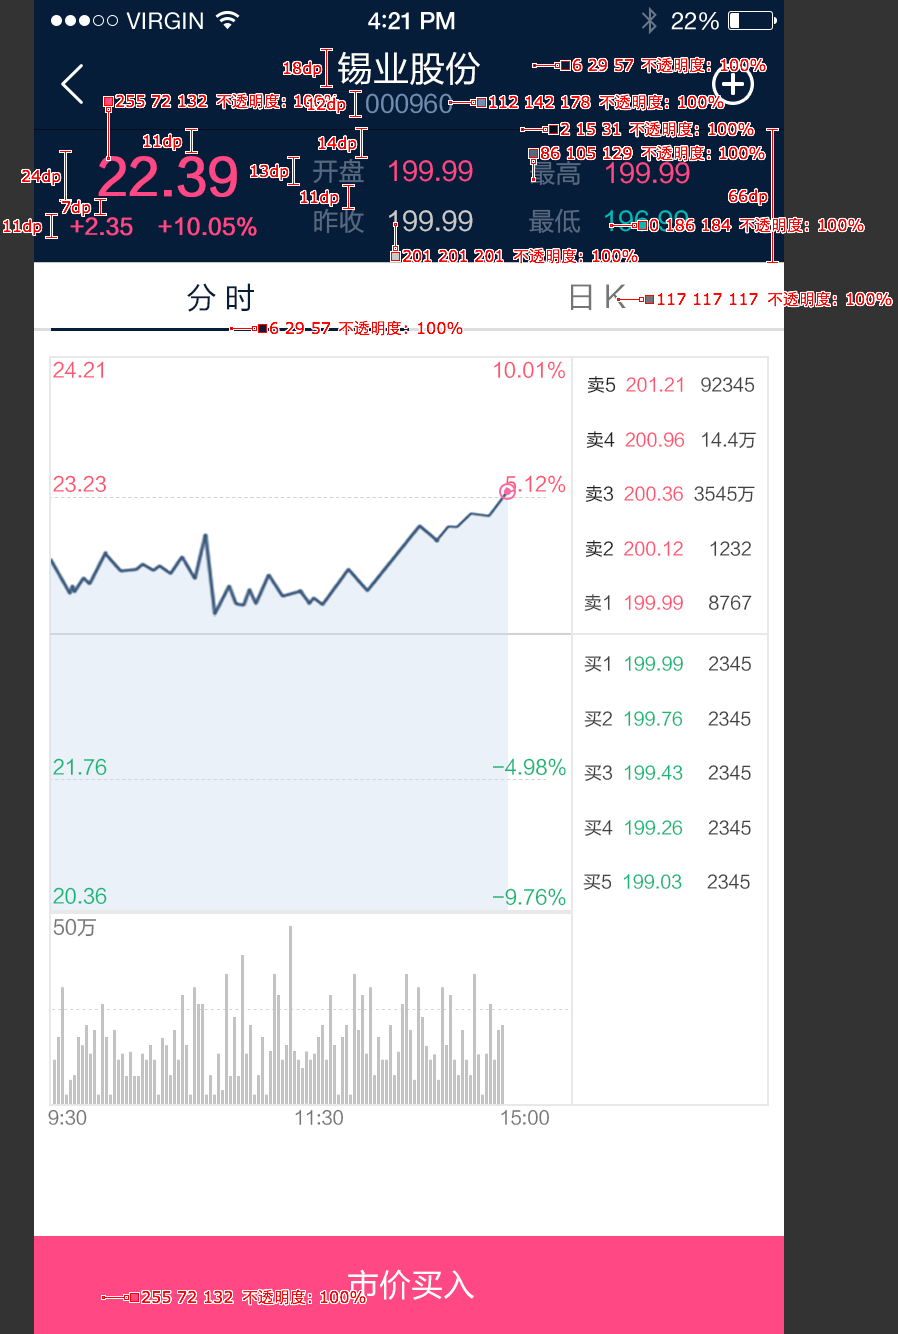 VIRGIN 4:21 PM 22%
18dp 锡业股份 6 29 57 不透明度: 100%
255 72 132 不透明度: 100% 12dp 000960 112 142 178 不透明度: 100%
11dp 14dp 2 15 31 不透明度: 100%
86 105 129 不透明度: 100%
24dp 22.39 13dp 开盘 199.99 最高 199.99
7dp 11dp 66dp
11dp +2.35 +10.05% 昨收 199.99 最低 196.99 0 186 184 不透明度: 100%
201 201 201 不透明度: 100%
分时 日K 117 117 117 不透明度: 100%
6 29 57 不透明度: 100%
24.21 10.01%
卖5 201.21 92345
卖4 200.96 14.4万
23.23 5.12%
卖3 200.36 3545万
卖2 200.12 1232
卖1 199.99 8767
买1 199.99 2345
买2 199.76 2345
21.76 −4.98%
买3 199.43 2345
买4 199.26 2345
买5 199.03 2345
20.36 −9.76%
50万
9:30 11:30 15:00
市价买入
255 72 132 不透明度: 100%